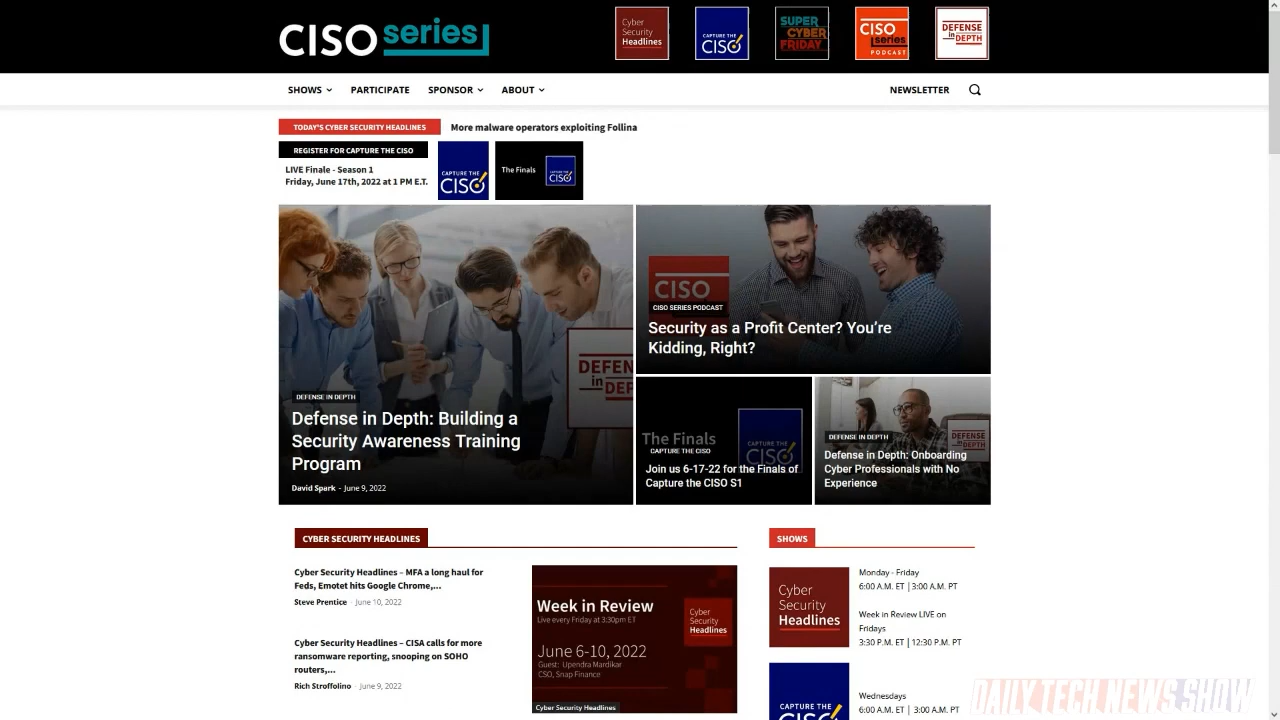 CISO series
Cyber
Security
Headlines
CAPTURE THE
CISO
SUPER
CYBER
FRIDAY
CISO
series
PODCAST
DEFENSE
in DEPTH
SHOWS
PARTICIPATE
SPONSOR
ABOUT
NEWSLETTER
TODAY'S CYBER SECURITY HEADLINES
More malware operators exploiting Follina
REGISTER FOR CAPTURE THE CISO
LIVE Finale - Season 1
Friday, June 17th, 2022 at 1 PM E.T.
CAPTURE THE
CISO
The Finals
CAPTURE THE
CISO
DEFENSE IN DEPTH
Defense in Depth: Building a
Security Awareness Training
Program
David Spark - June 9, 2022
CISO
CISO SERIES PODCAST
Security as a Profit Center? You're
Kidding, Right?
The Finals
CAPTURE THE
CISO
CAPTURE THE CISO
Join us 6-17-22 for the Finals of
Capture the CISO S1
DEFENSE
in DEPTH
DEFENSE IN DEPTH
Defense in Depth: Onboarding
Cyber Professionals with No
Experience
CYBER SECURITY HEADLINES
Cyber Security Headlines – MFA a long haul for
Feds, Emotet hits Google Chrome,...
Steve Prentice - June 10, 2022
Cyber Security Headlines – CISA calls for more
ransomware reporting, snooping on SOHO
routers,...
Rich Stroffolino - June 9, 2022
Week in Review
Live every Friday at 3:30pm ET
June 6-10, 2022
Guest: Upendra Mardikar
CSO, Snap Finance
Cyber
Security
Headlines
Cyber Security Headlines
SHOWS
Cyber
Security
Headlines
Monday - Friday
6:00 A.M. ET | 3:00 A.M. PT
Week in Review LIVE on
Fridays
3:30 P.M. ET | 12:30 P.M. PT
CAPTURE THE
CISO
Wednesdays
6:00 A.M. ET | 3:00 A.M. PT
DAILY TECH NEWS SHOW